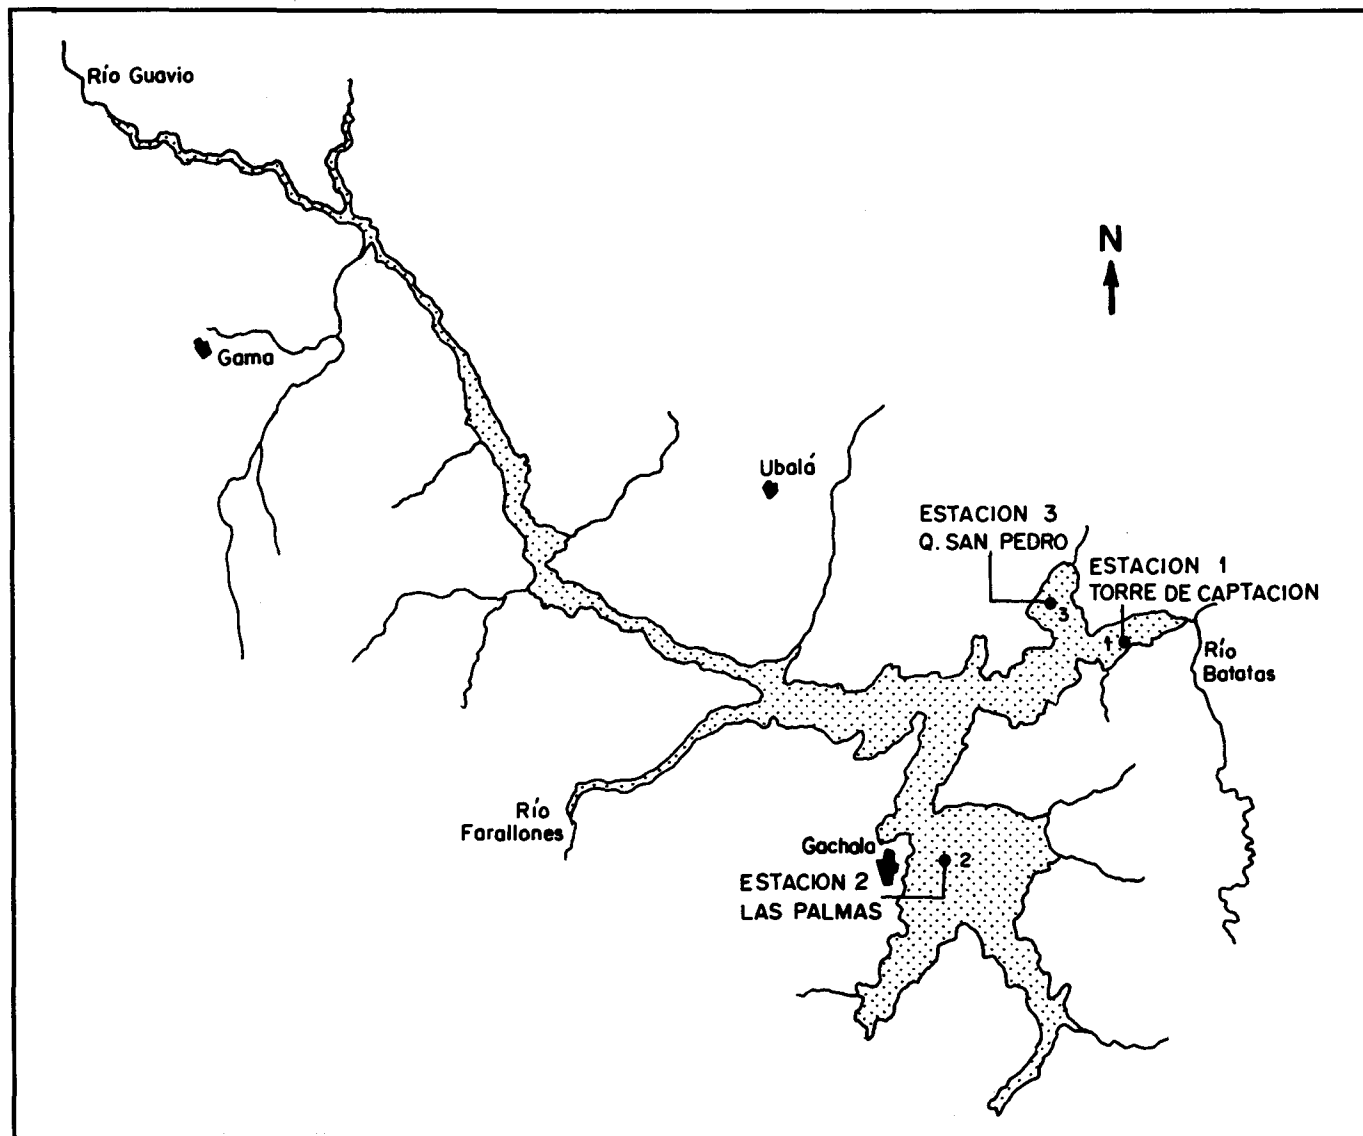 Río Guavio
N
Gama
Ubalá
ESTACION 3
Q. SAN PEDRO
ESTACION 1
TORRE DE CAPTACION
3
1
Río
Batatas
Río
Farallones
Gachala
2
ESTACION 2
LAS PALMAS